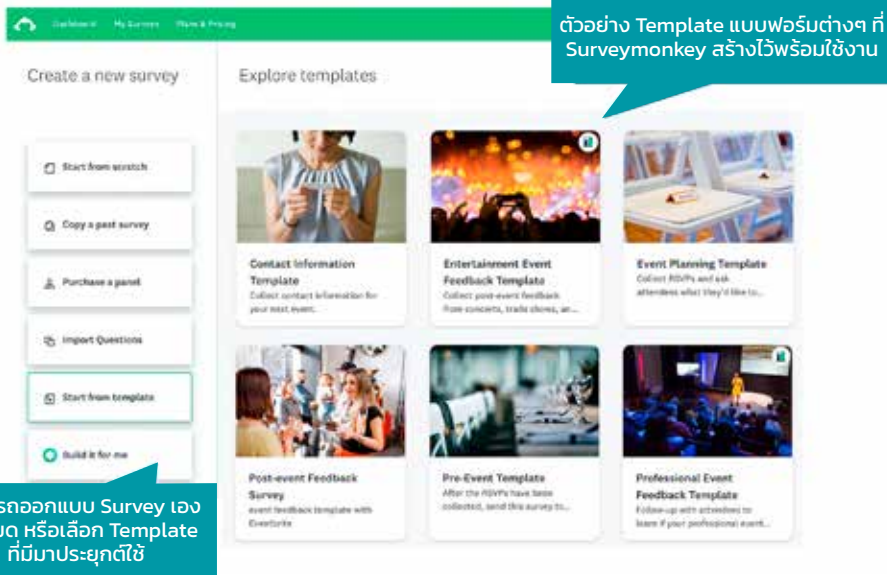 Dashboard My Surveys Plans & Pricing
ตัวอย่าง Template แบบฟอร์มต่างๆ ที่
Surveymonkey สร้างไว้พร้อมใช้งาน
Create a new survey
Explore templates
Start from scratch
Copy a past survey
Purchase a panel
Import Questions
Start from template
Build it for me
Contact Information
Template
Collect contact information for
your next event.
Entertainment Event
Feedback Template
Collect post-event feedback
from concerts, trade shows, an...
Event Planning Template
Collect RSVPs and ask
attendees what they'd like to...
Post-event Feedback
Survey
event feedback template with
Eventbrite
Pre-Event Template
After the RSVPs have been
collected, send this survey to...
Professional Event
Feedback Template
Follow-up with attendees to
learn if your professional event...
รถออกแบบ Survey เอง
มด หรือเลือก Template
ที่มีมาประยุกต์ใช้